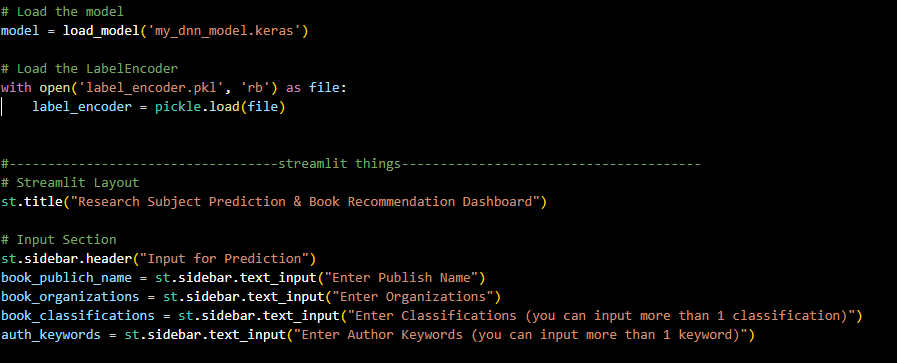 # Load the model
model = load_model('my_dnn_model.keras')
# Load the LabelEncoder
with open('label_encoder.pkl', 'rb') as file:
    label_encoder = pickle.load(file)
#-----------------------------------streamlit things---------------------------------------
# Streamlit Layout
st.title("Research Subject Prediction & Book Recommendation Dashboard")
# Input Section
st.sidebar.header("Input for Prediction")
book_publich_name = st.sidebar.text_input("Enter Publish Name")
book_organizations = st.sidebar.text_input("Enter Organizations")
book_classifications = st.sidebar.text_input("Enter Classifications (you can input more than 1 classification)")
auth_keywords = st.sidebar.text_input("Enter Author Keywords (you can input more than 1 keyword)")